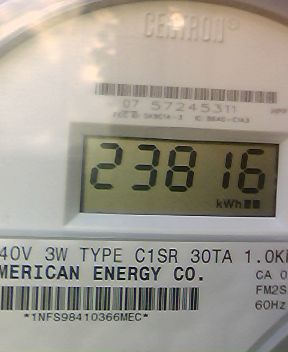 CENTRON®
07 57245311
23816
kWh
40V 3W TYPE C1SR 30TA 1.0K
MERICAN ENERGY CO.
CA 0
FM2S
60Hz
*1NFS98410366MEC*